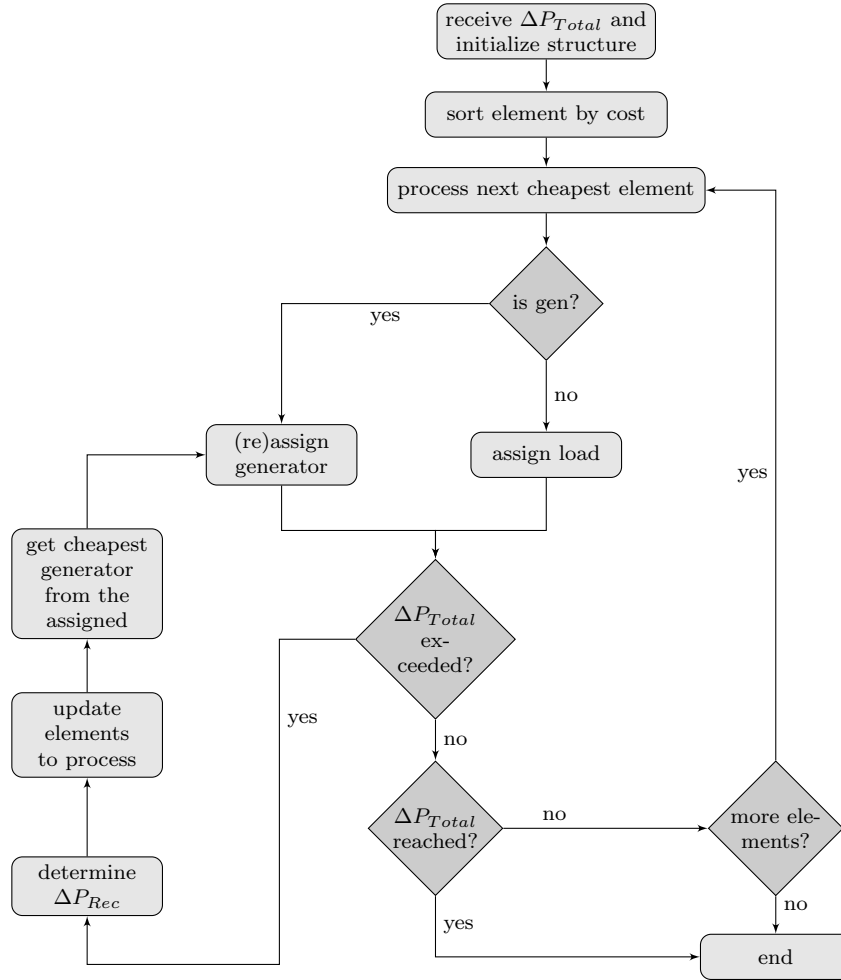 receive ΔP_Total and
initialize structure
sort element by cost
process next cheapest element
is gen?
yes
no
(re)assign
generator
assign load
yes
get cheapest
generator
from the
assigned
ΔP_Total
ex-
ceeded?
yes
no
update
elements
to process
ΔP_Total
reached?
no
more ele-
ments?
determine
ΔP_Rec
yes
no
end